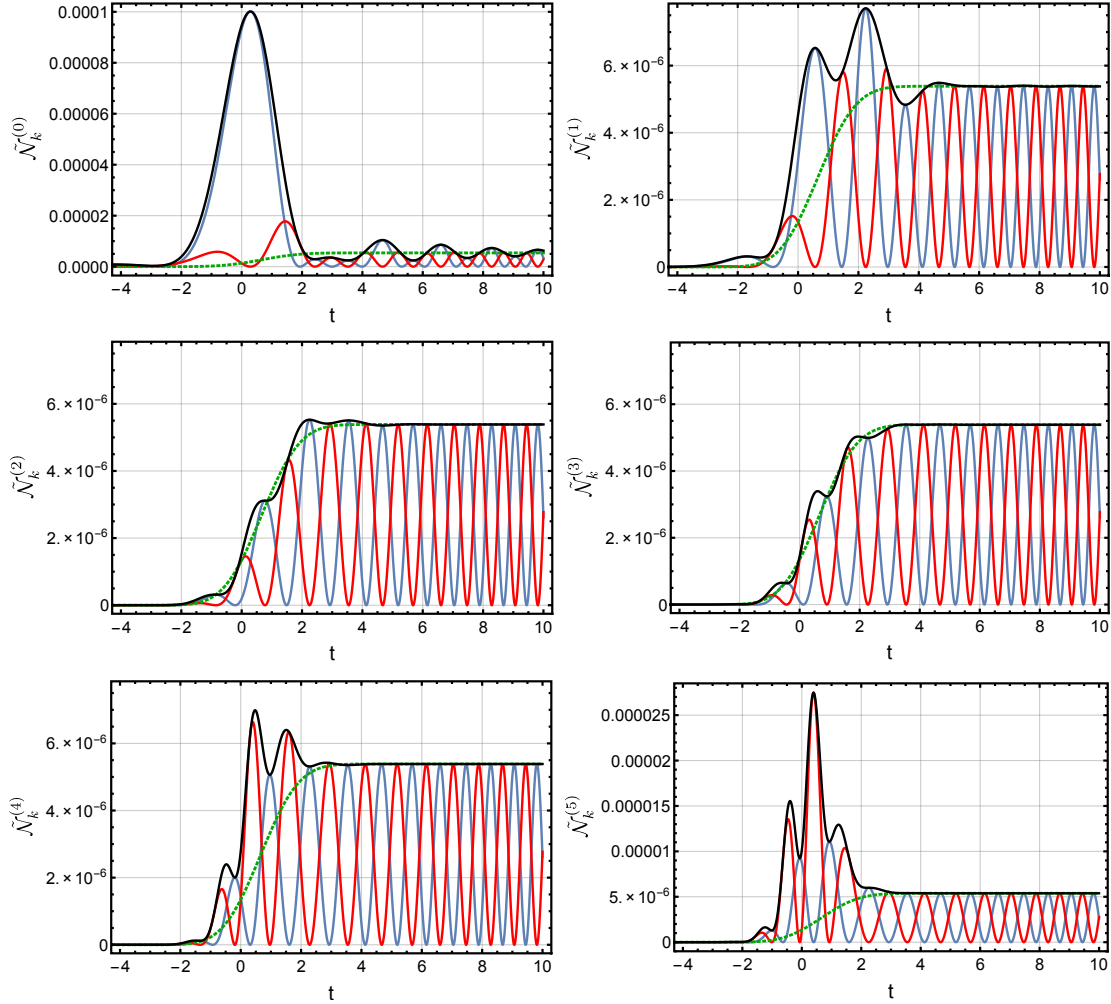 0.0001
0.00008
0.00006
0.00004
0.00002
0.0000
Ñ_k^(0)
−4 −2 0 2 4 6 8 10
t
6.×10^-6
4.×10^-6
2.×10^-6
0
Ñ_k^(1)
−4 −2 0 2 4 6 8 10
t
6.×10^-6
4.×10^-6
2.×10^-6
0
Ñ_k^(2)
−4 −2 0 2 4 6 8 10
t
6.×10^-6
4.×10^-6
2.×10^-6
0
Ñ_k^(3)
−4 −2 0 2 4 6 8 10
t
6.×10^-6
4.×10^-6
2.×10^-6
0
Ñ_k^(4)
−4 −2 0 2 4 6 8 10
t
0.000025
0.00002
0.000015
0.00001
5.×10^-6
0
Ñ_k^(5)
−4 −2 0 2 4 6 8 10
t